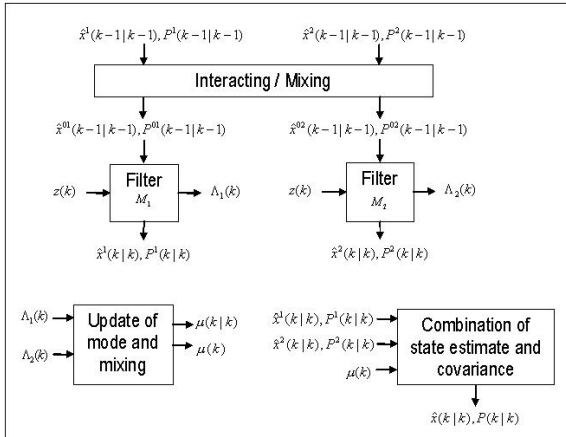 x̂¹(k−1|k−1), P¹(k−1|k−1) x̂²(k−1|k−1), P²(k−1|k−1)
Interacting / Mixing
x̂⁰¹(k−1|k−1), P⁰¹(k−1|k−1) x̂⁰²(k−1|k−1), P⁰²(k−1|k−1)
Filter
M₁
z(k)
Λ₁(k)
Filter
M₂
z(k)
Λ₂(k)
x̂¹(k|k), P¹(k|k) x̂²(k|k), P²(k|k)
Λ₁(k)
Λ₂(k)
Update of
mode and
mixing
μ(k|k)
μ(k)
x̂¹(k|k), P¹(k|k)
x̂²(k|k), P²(k|k)
μ(k)
Combination of
state estimate and
covariance
x̂(k|k), P(k|k)